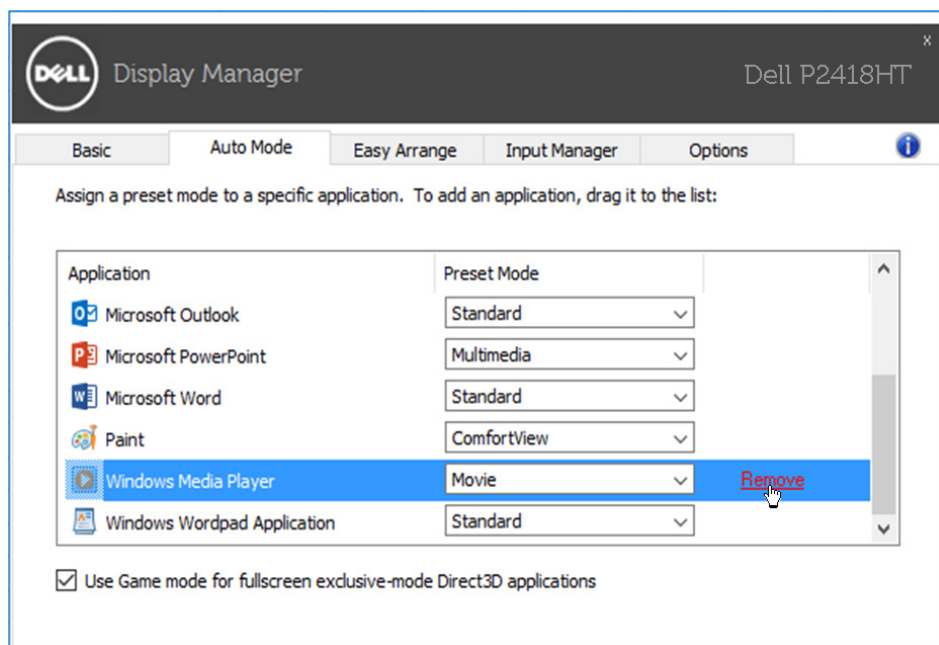 x
DELL Display Manager Dell P2418HT
Basic Auto Mode Easy Arrange Input Manager Options i
Assign a preset mode to a specific application. To add an application, drag it to the list:
Application Preset Mode
Microsoft Outlook Standard
Microsoft PowerPoint Multimedia
Microsoft Word Standard
Paint ComfortView
Windows Media Player Movie Remove
Windows Wordpad Application Standard
Use Game mode for fullscreen exclusive-mode Direct3D applications